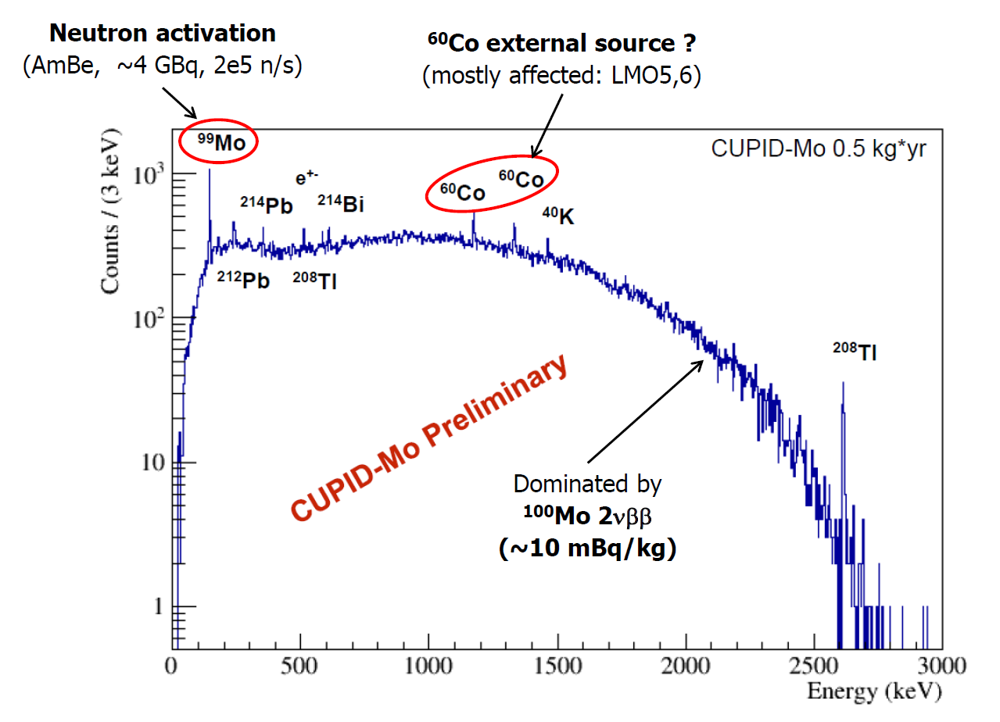 Neutron activation
(AmBe, ~4 GBq, 2e5 n/s)
⁶⁰Co external source ?
(mostly affected: LMO5,6)
⁹⁹Mo
CUPID-Mo 0.5 kg*yr
Counts / (3 keV)
10³
10²
10
1
²¹⁴Pb
e⁺⁻
²¹⁴Bi
⁶⁰Co
⁶⁰Co
⁴⁰K
²¹²Pb
²⁰⁸Tl
²⁰⁸Tl
CUPID-Mo Preliminary
Dominated by
¹⁰⁰Mo 2νββ
(~10 mBq/kg)
0
500
1000
1500
2000
2500
3000
Energy (keV)